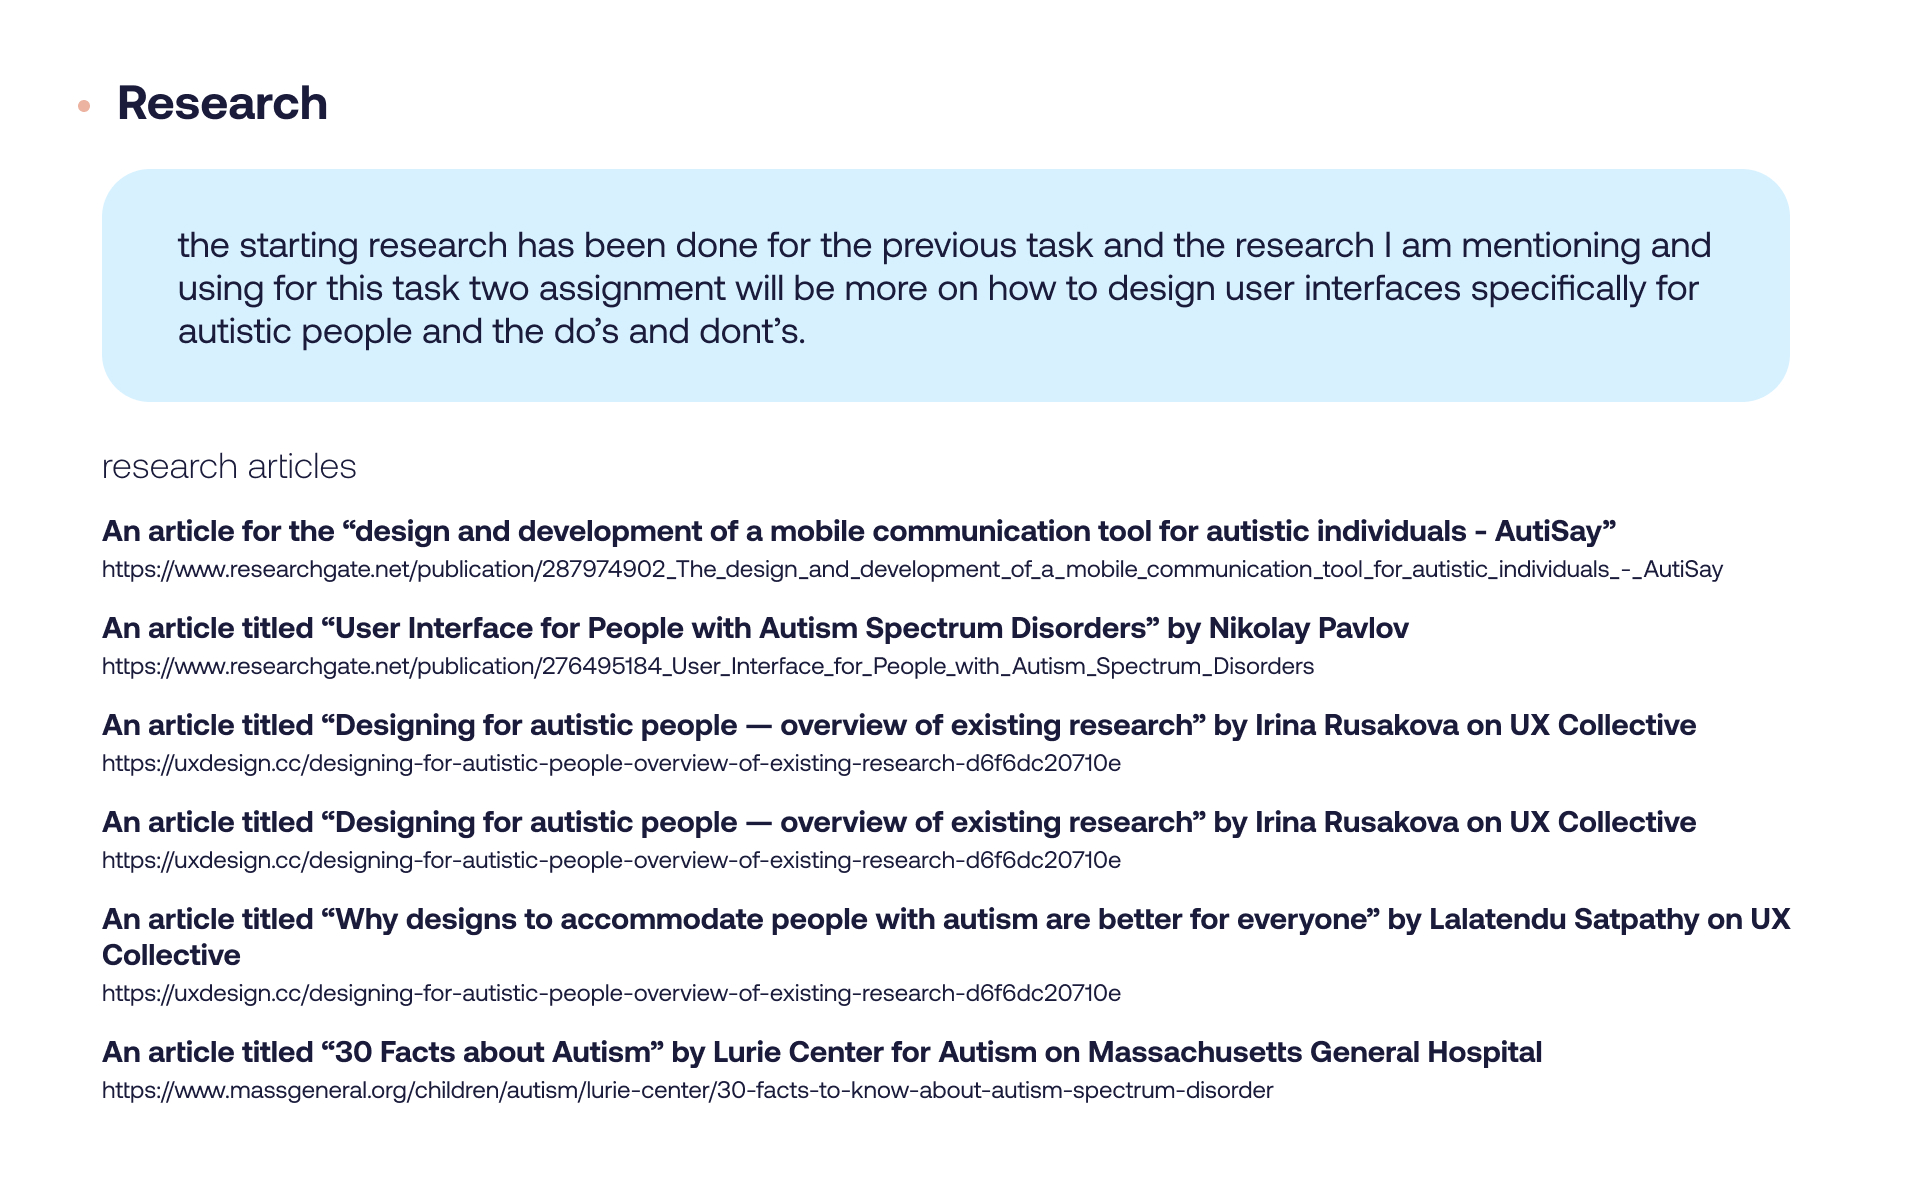 Research
the starting research has been done for the previous task and the research I am mentioning and
using for this task two assignment will be more on how to design user interfaces specifically for
autistic people and the do’s and dont’s.
research articles
An article for the “design and development of a mobile communication tool for autistic individuals - AutiSay”
https://www.researchgate.net/publication/287974902_The_design_and_development_of_a_mobile_communication_tool_for_autistic_individuals_-_AutiSay
An article titled “User Interface for People with Autism Spectrum Disorders” by Nikolay Pavlov
https://www.researchgate.net/publication/276495184_User_Interface_for_People_with_Autism_Spectrum_Disorders
An article titled “Designing for autistic people — overview of existing research” by Irina Rusakova on UX Collective
https://uxdesign.cc/designing-for-autistic-people-overview-of-existing-research-d6f6dc20710e
An article titled “Designing for autistic people — overview of existing research” by Irina Rusakova on UX Collective
https://uxdesign.cc/designing-for-autistic-people-overview-of-existing-research-d6f6dc20710e
An article titled “Why designs to accommodate people with autism are better for everyone” by Lalatendu Satpathy on UX
Collective
https://uxdesign.cc/designing-for-autistic-people-overview-of-existing-research-d6f6dc20710e
An article titled “30 Facts about Autism” by Lurie Center for Autism on Massachusetts General Hospital
https://www.massgeneral.org/children/autism/lurie-center/30-facts-to-know-about-autism-spectrum-disorder